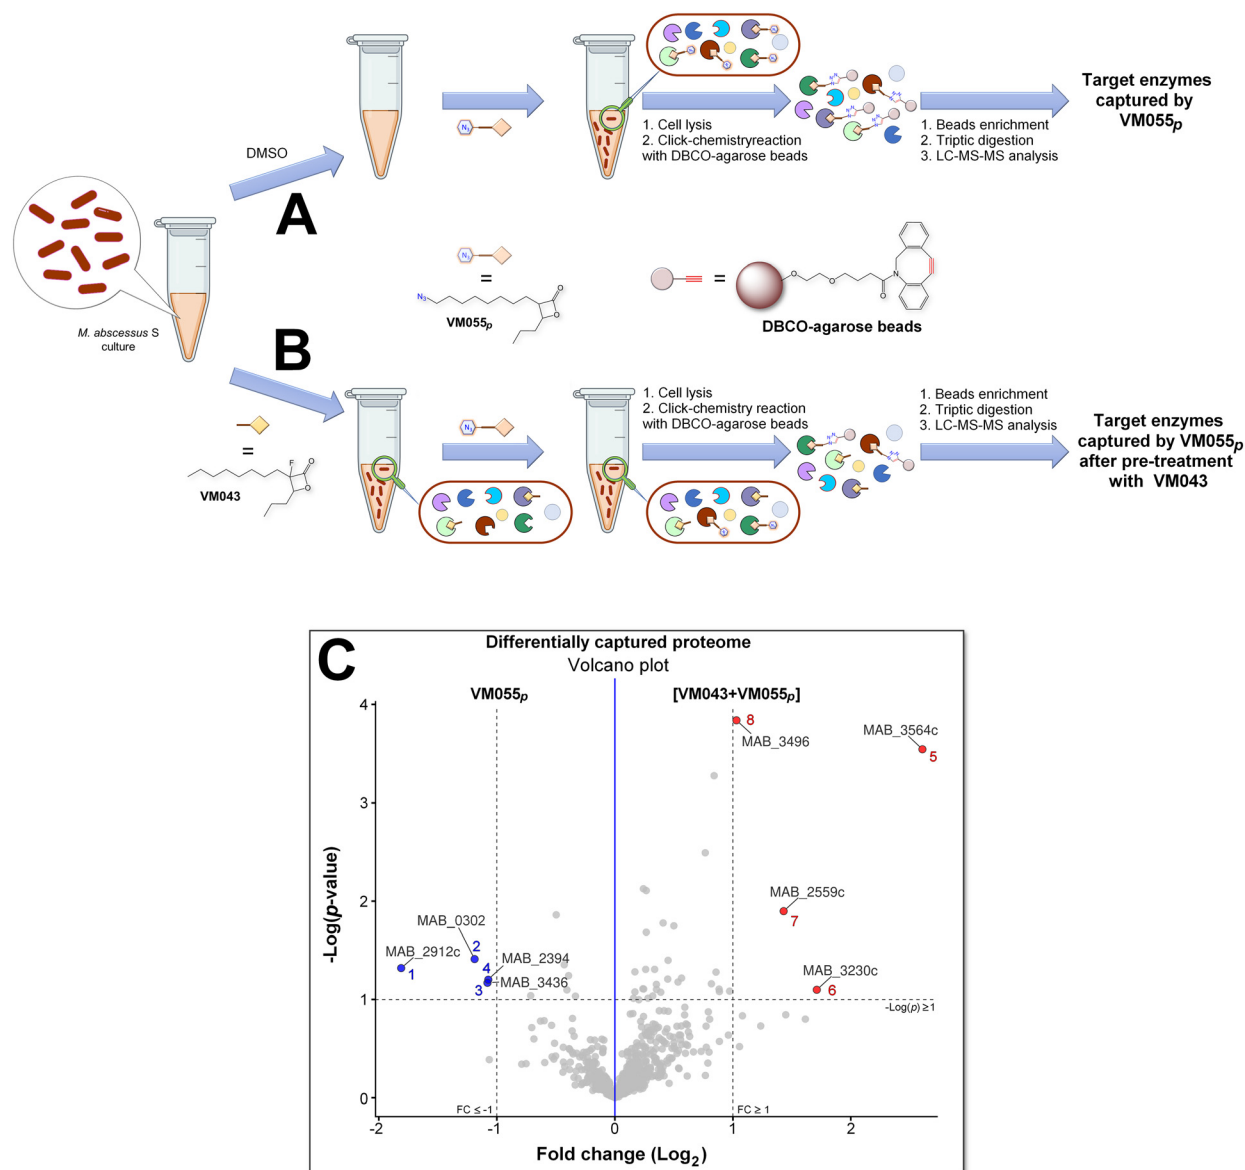 DMSO
A
M. abscessus S
culture
N3
1. Cell lysis
2. Click-chemistryreaction
with DBCO-agarose beads
1. Beads enrichment
2. Triptic digestion
3. LC-MS-MS analysis
Target enzymes
captured by
VM055p
=
N3
O
O
VM055p
=
O
O
N
O
DBCO-agarose beads
B
=
F
O
O
VM043
N3
1. Cell lysis
2. Click-chemistry reaction
with DBCO-agarose beads
1. Beads enrichment
2. Triptic digestion
3. LC-MS-MS analysis
Target enzymes
captured by VM055p
after pre-treatment
with VM043
C
Differentially captured proteome
Volcano plot
VM055p
[VM043+VM055p]
-Log(p-value)
4
3
2
1
0
8
MAB_3496
MAB_3564c
5
MAB_2559c
7
MAB_3230c
6
MAB_0302
2
MAB_2912c
1
4
MAB_2394
3
MAB_3436
-Log(p) ≥1
FC ≤ -1
FC ≥ 1
-2
-1
0
1
2
Fold change (Log2)